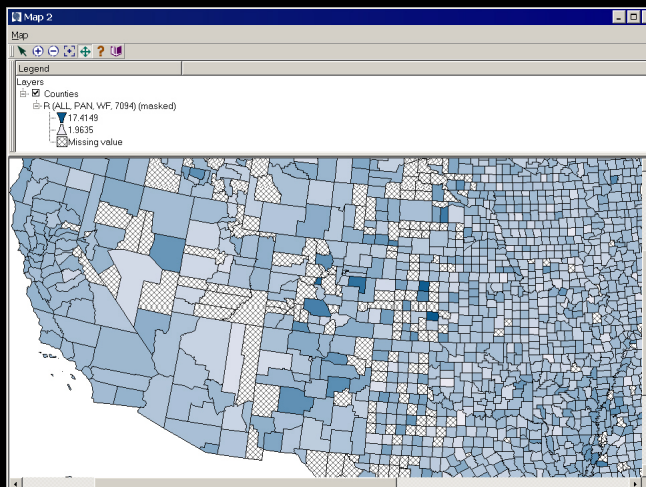 Map 2
Map
?
Legend
Layers
Counties
R (ALL, PAN, WF, 7094) (masked)
17.4149
1.9635
Missing value